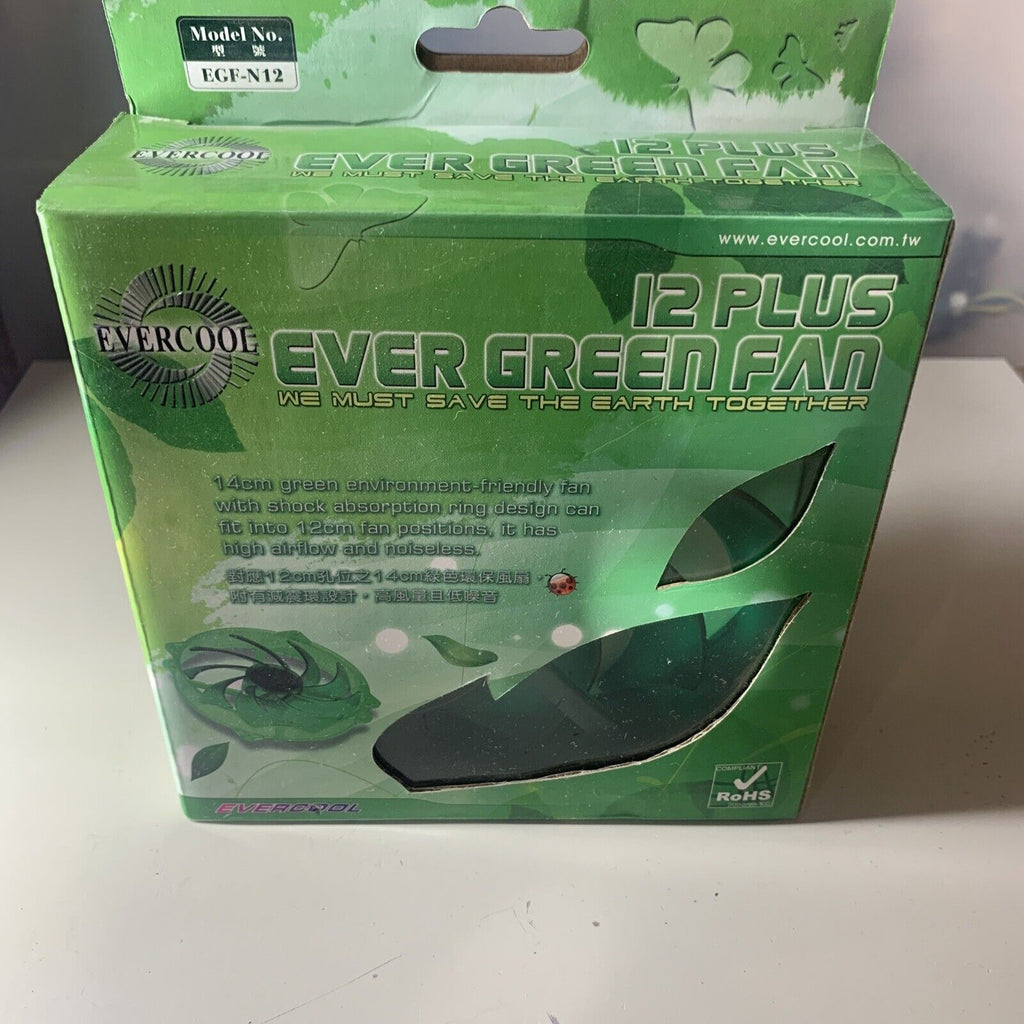 Model No.
型 號
EGF-N12
EVERCOOL
12 PLUS
EVER GREEN FAN
WE MUST SAVE THE EARTH TOGETHER
www.evercool.com.tw
EVERCOOL
12 PLUS
EVER GREEN FAN
WE MUST SAVE THE EARTH TOGETHER
14cm green environment-friendly fan
with shock absorption ring design can
fit into 12cm fan positions, it has
high airflow and noiseless.
對應12cm孔位之14cm綠色環保風扇，
附有減震環設計，高風量且低噪音
EVERCOOL
COMPLIANT
RoHS